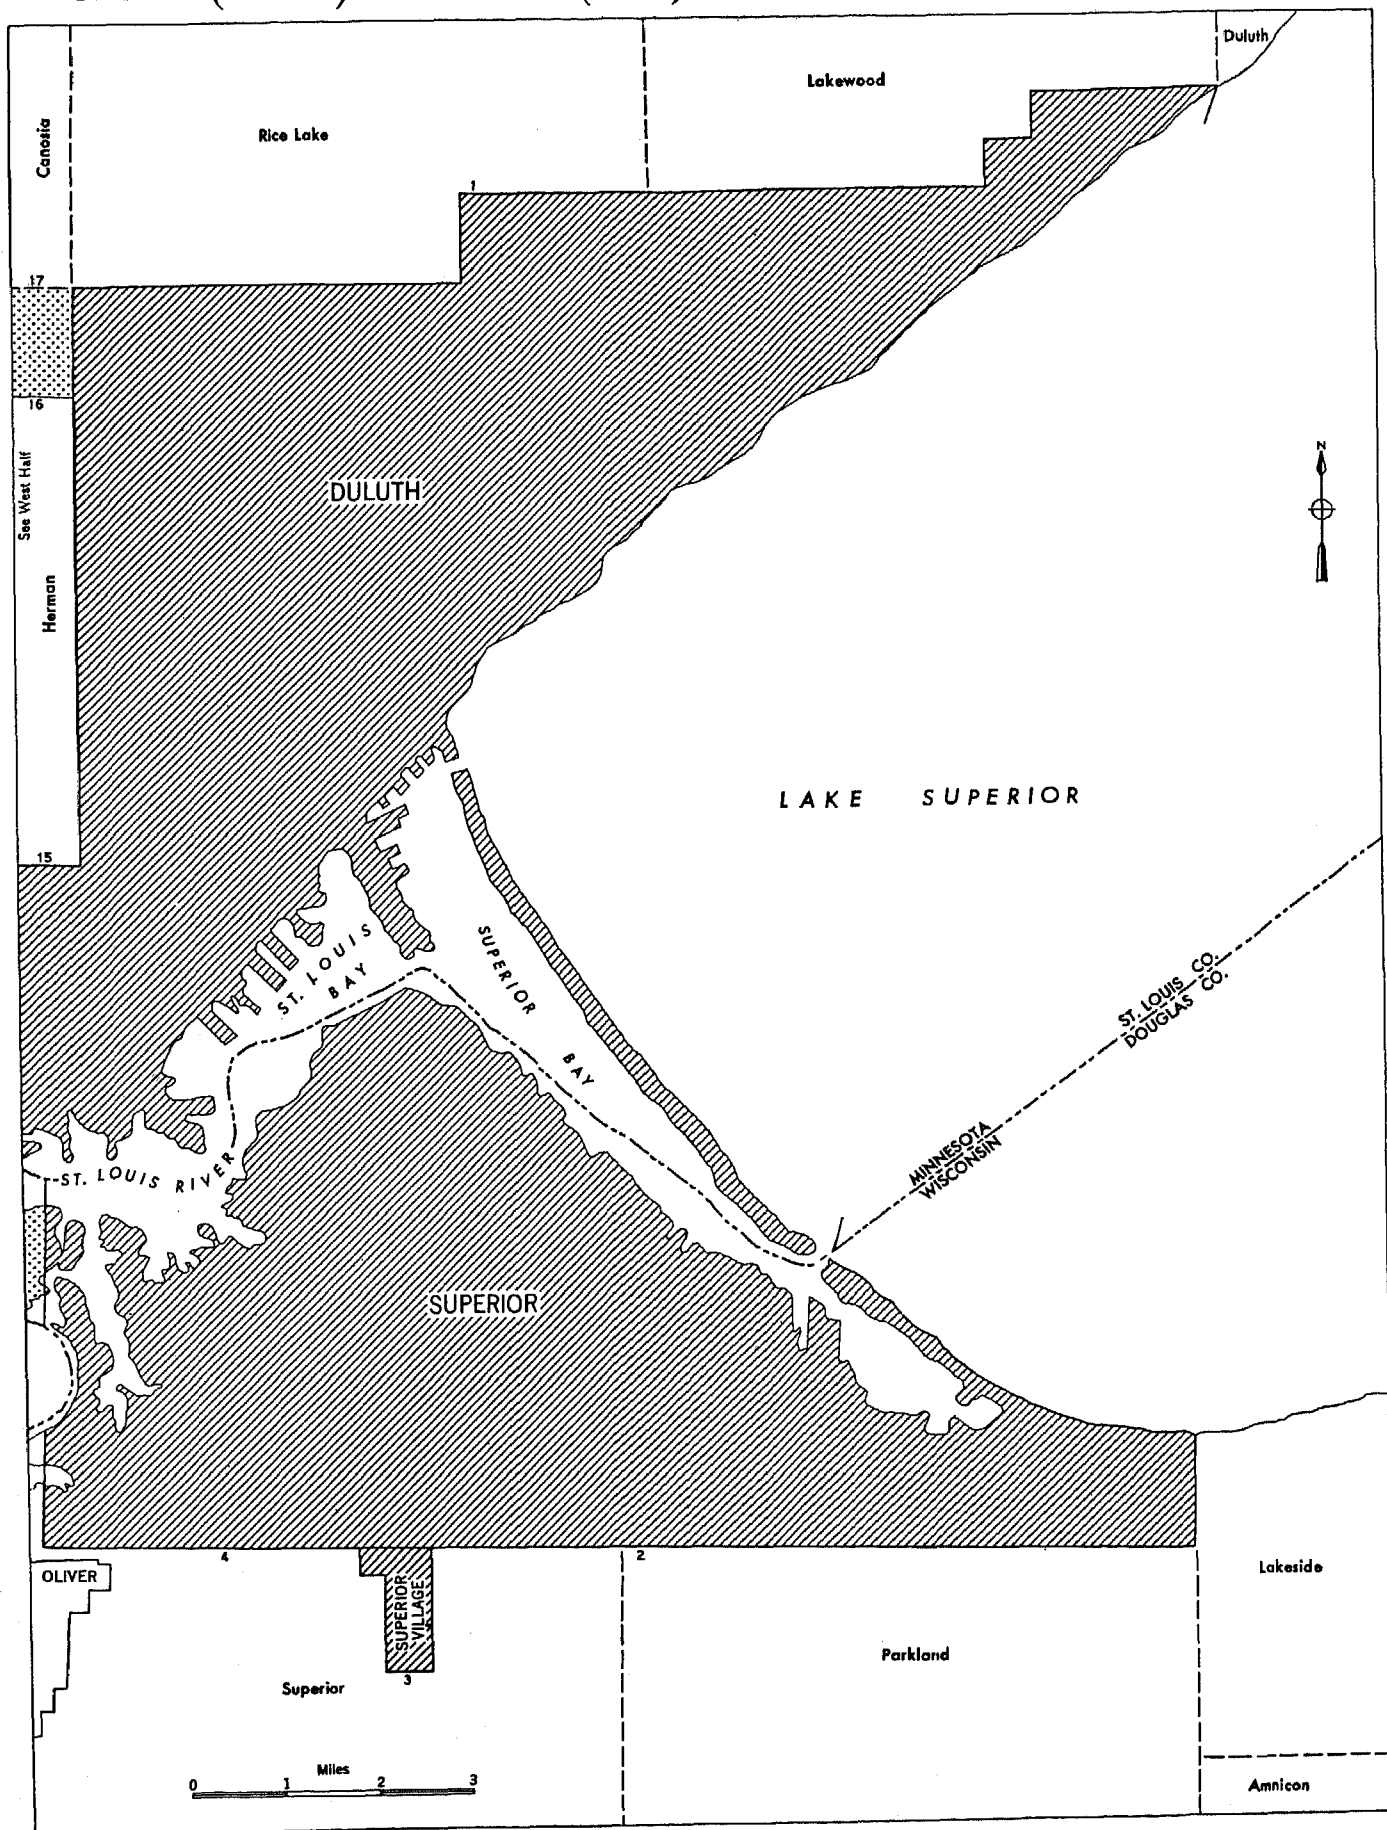 Duluth
Lakewood
Rice Lake
Canosia
1
17
16
See West Half
DULUTH
N
Herman
LAKE SUPERIOR
15
ST. LOUIS
BAY
SUPERIOR
BAY
ST. LOUIS CO.
DOUGLAS CO.
MINNESOTA
WISCONSIN
ST. LOUIS RIVER
SUPERIOR
4
2
OLIVER
SUPERIOR
VILLAGE
3
Lakeside
Parkland
Superior
Miles
0 1 2 3
Amnicon